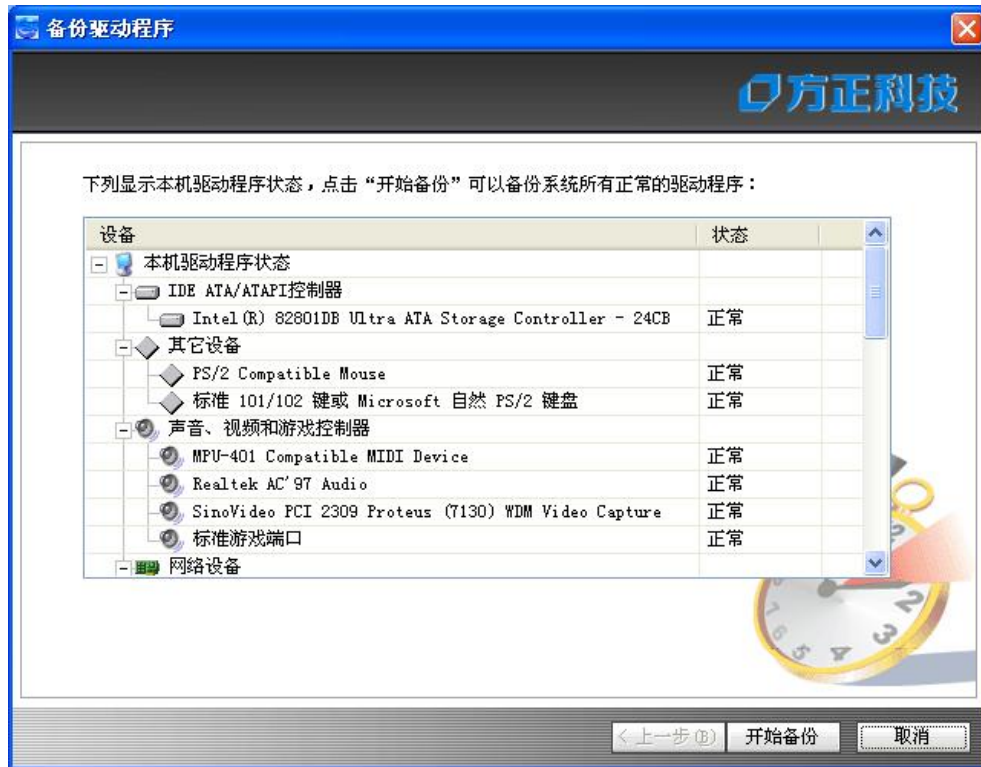 备份驱动程序
方正科技
下列显示本机驱动程序状态，点击“开始备份”可以备份系统所有正常的驱动程序：
设备 状态
本机驱动程序状态
IDE ATA/ATAPI控制器
Intel(R) 82801DB Ultra ATA Storage Controller - 24CB 正常
其它设备
PS/2 Compatible Mouse 正常
标准 101/102 键或 Microsoft 自然 PS/2 键盘 正常
声音、视频和游戏控制器
MPU-401 Compatible MIDI Device 正常
Realtek AC'97 Audio 正常
SinoVideo PCI 2309 Proteus (7130) WDM Video Capture 正常
标准游戏端口 正常
网络设备
2
7 6 5 4 3 2
< 上一步(B) 开始备份 取消